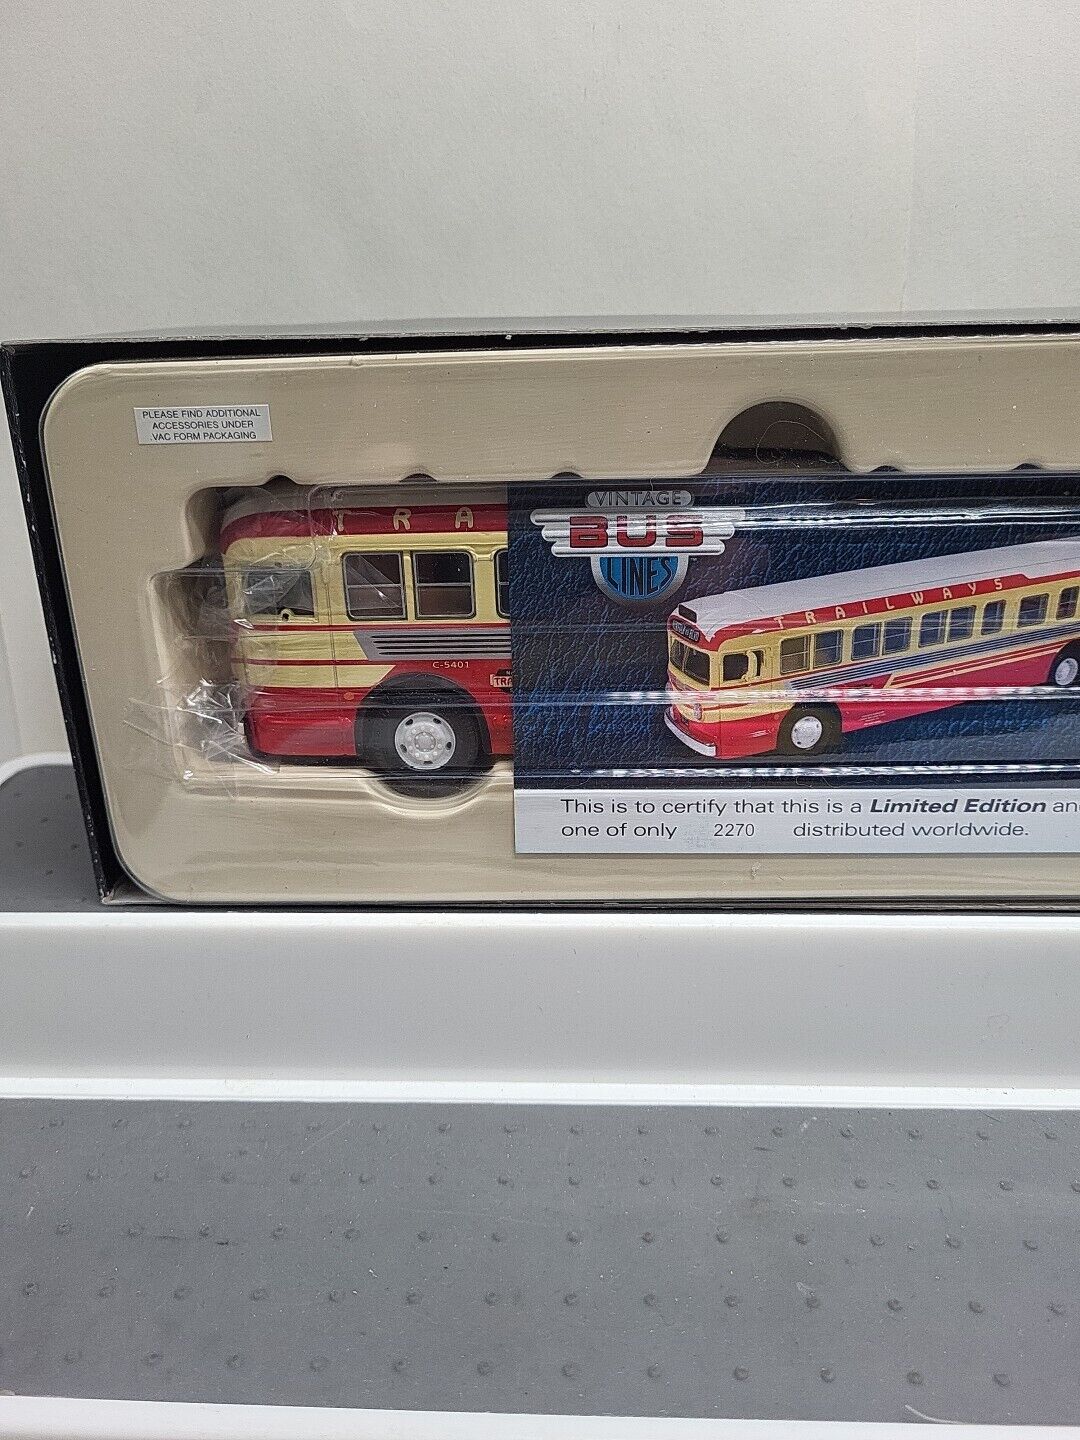 PLEASE FIND ADDITIONAL
ACCESSORIES UNDER
.VAC FORM PACKAGING
TRA
C-5401
TRA
VINTAGE
BUS
LINES
TRAILWAYS
This is to certify that this is a Limited Edition an
one of only 2270 distributed worldwide.